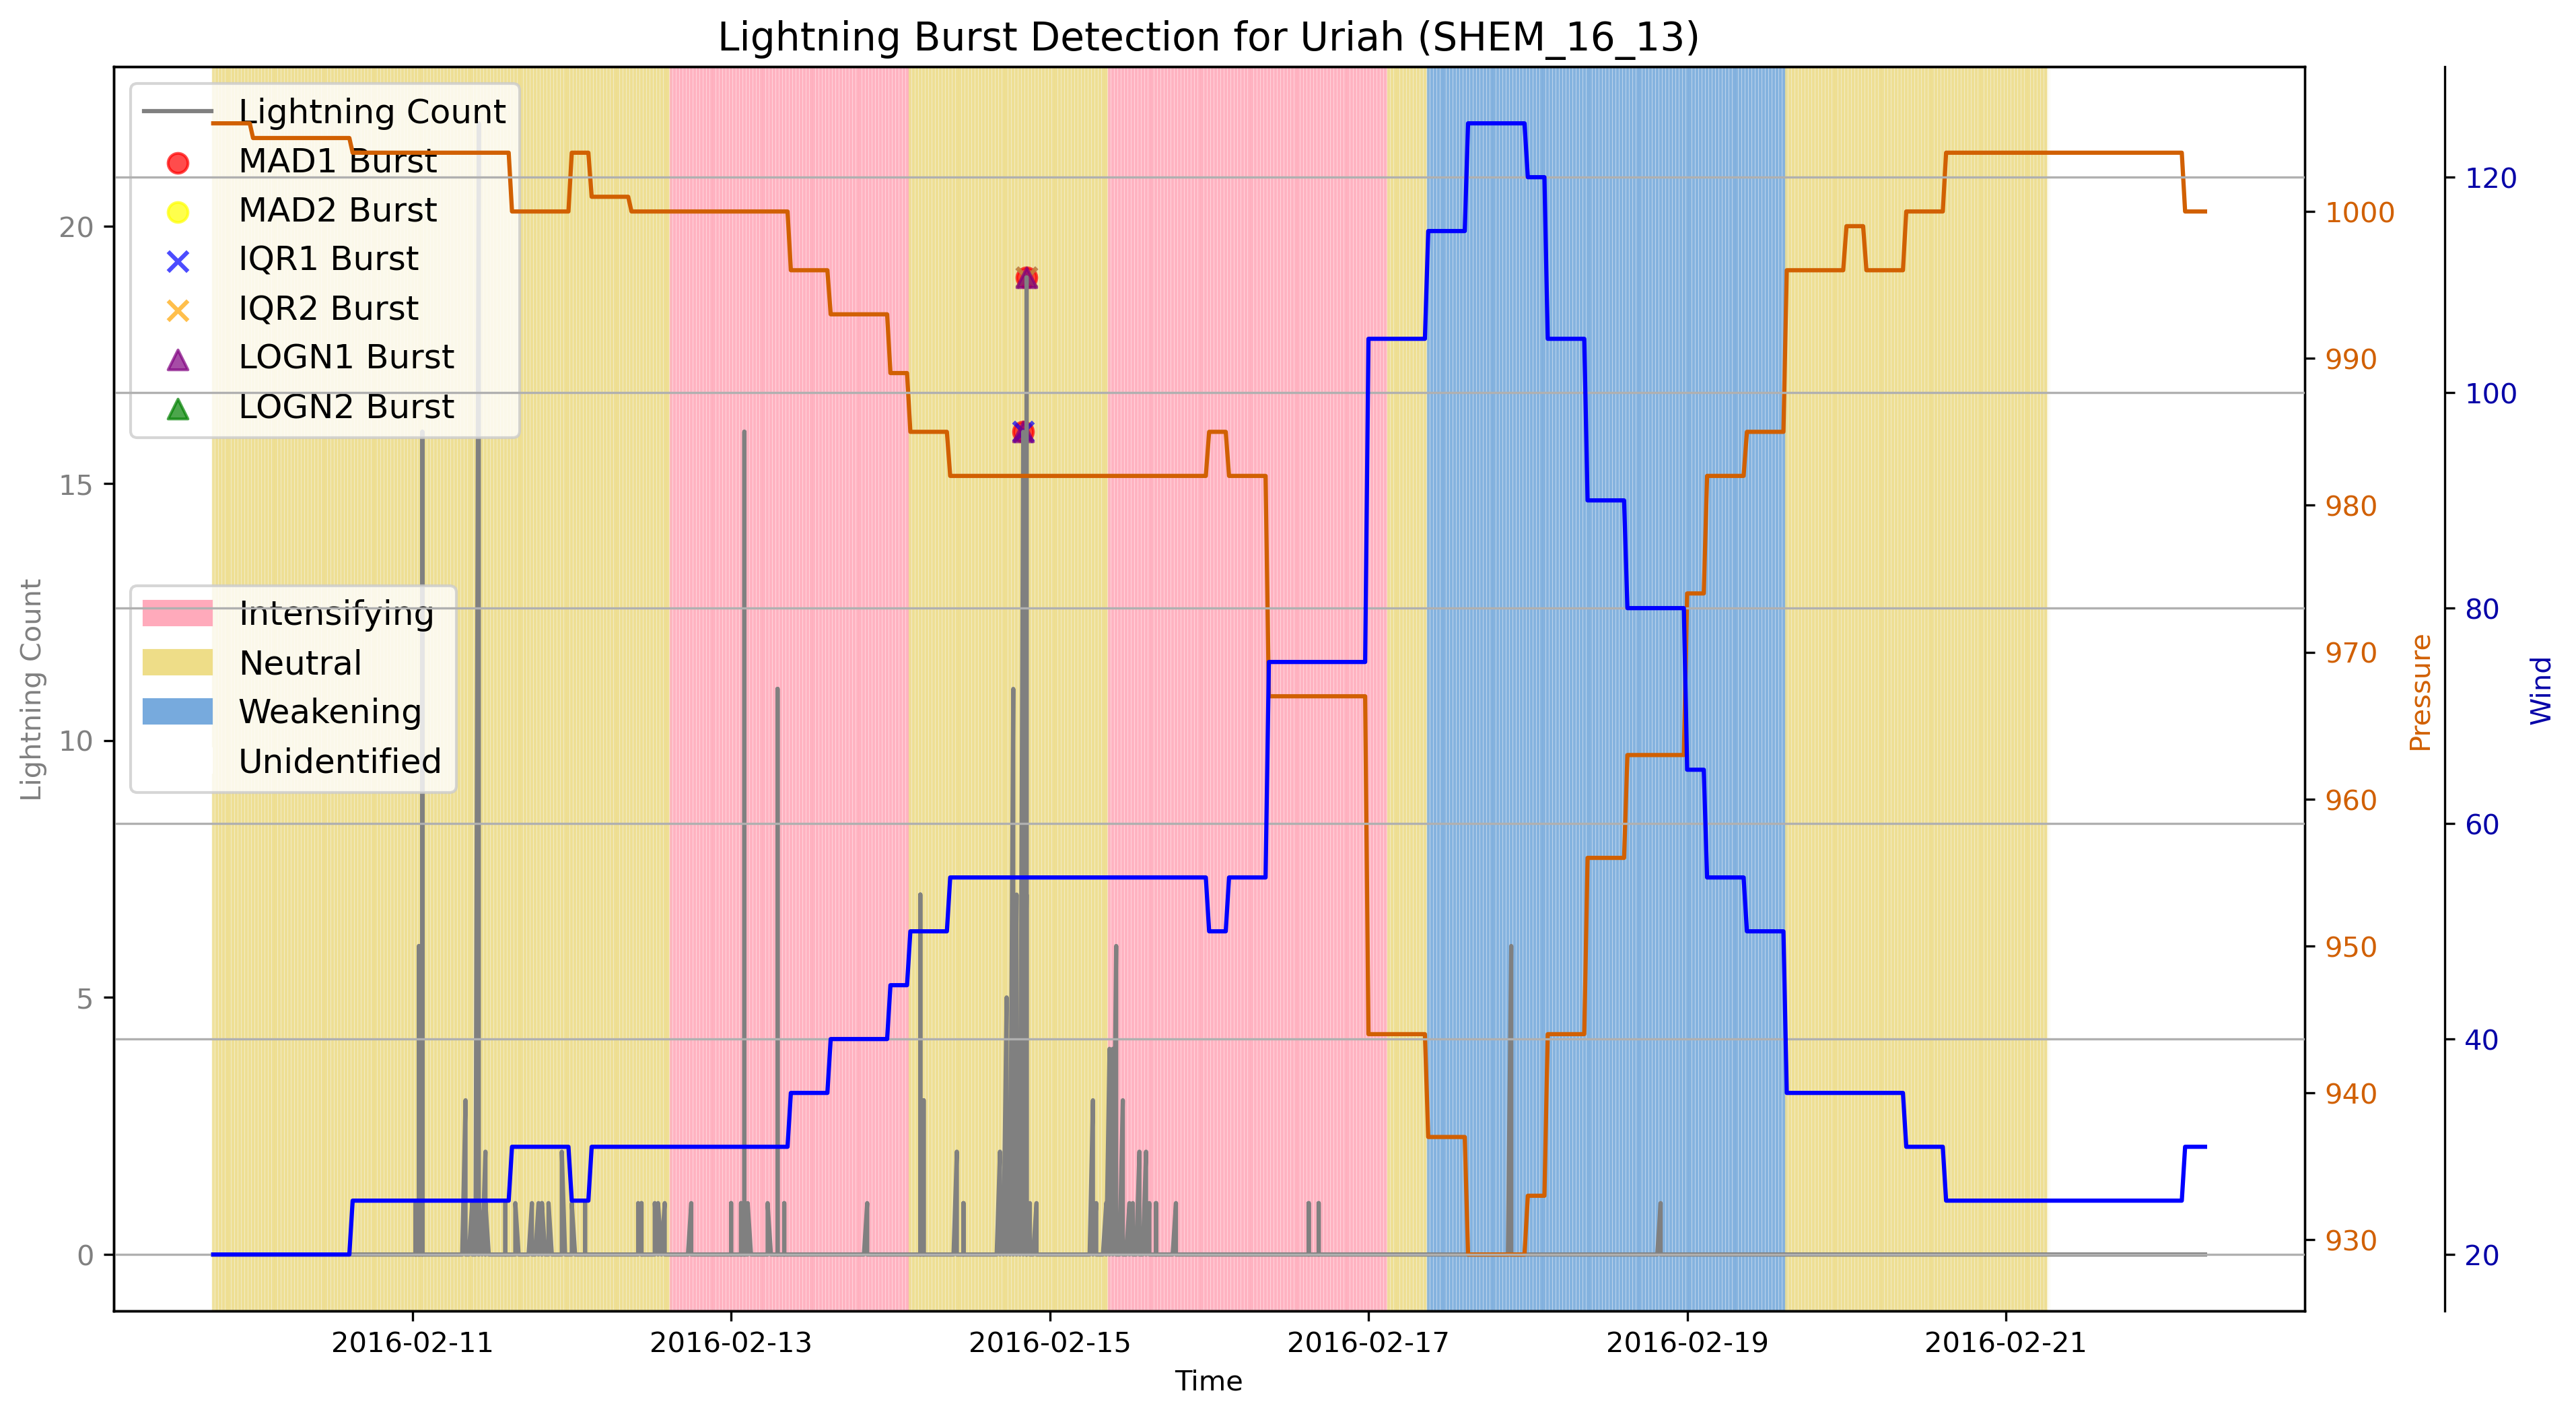 Lightning Burst Detection for Uriah (SHEM_16_13)
Lightning Count
MAD1 Burst
MAD2 Burst
IQR1 Burst
IQR2 Burst
LOGN1 Burst
LOGN2 Burst
Intensifying
Neutral
Weakening
Unidentified
Lightning Count
20
15
10
5
0
1000
990
980
970
960
950
940
930
Pressure
120
100
80
60
40
20
Wind
2016-02-11
2016-02-13
2016-02-15
2016-02-17
2016-02-19
2016-02-21
Time